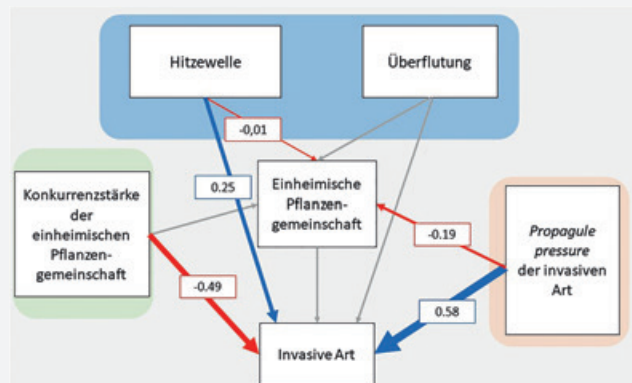 Hitzewelle
Überflutung
-0,01
0.25
Einheimische
Pflanzen-
gemeinschaft
Konkurrenzstärke
der
einheimischen
Pflanzen-
gemeinschaft
-0.19
Propagule
pressure
der invasiven
Art
-0.49
0.58
Invasive Art